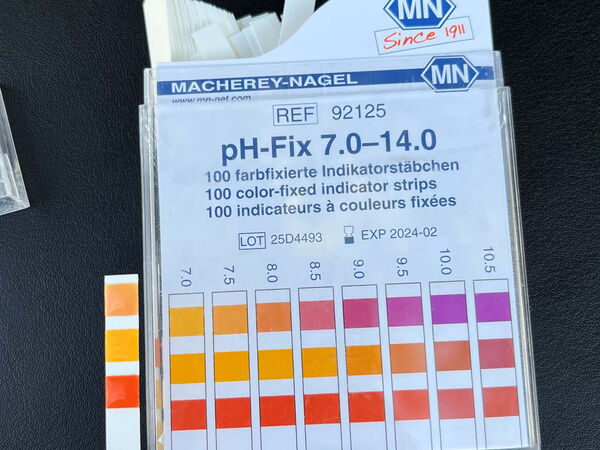 MN
Since 1911
MACHEREY-NAGEL
MN
www.mn-net.com
REF 92125
pH-Fix 7.0–14.0
100 farbfixierte Indikatorstäbchen
100 color-fixed indicator strips
100 indicateurs à couleurs fixées
LOT 25D4493 EXP 2024-02
7.0 7.5 8.0 8.5 9.0 9.5 10.0 10.5